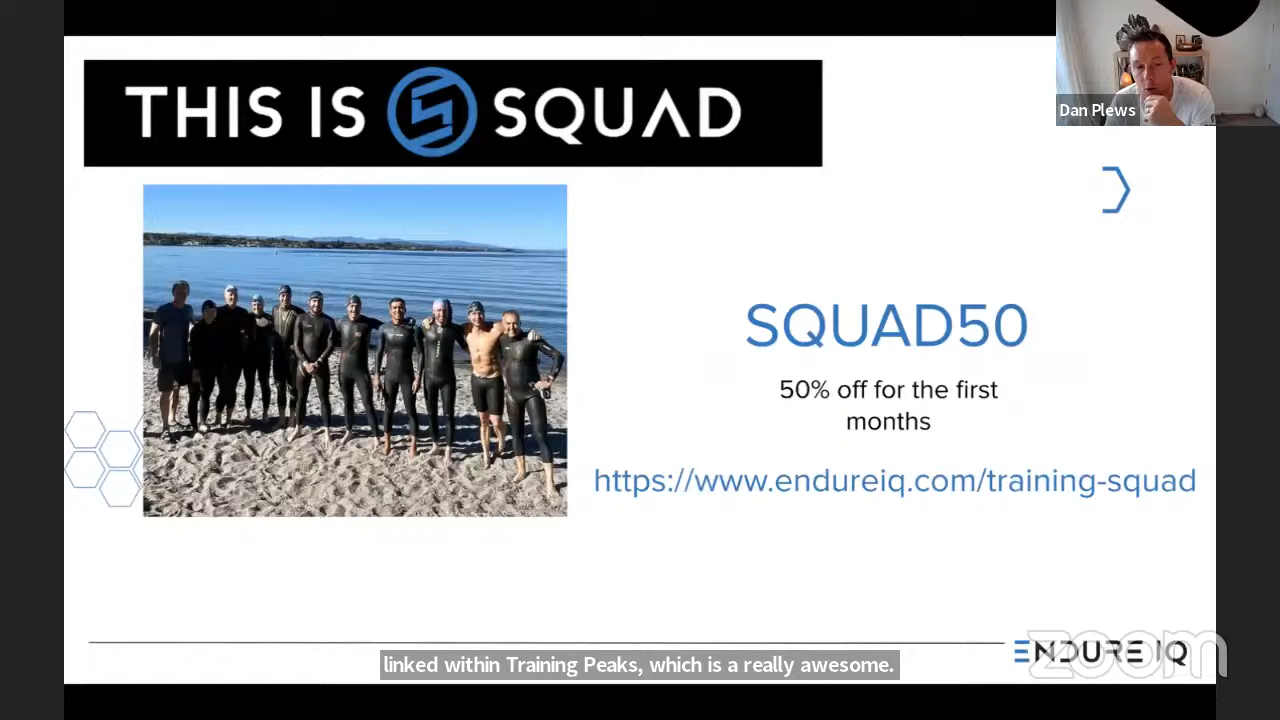 THIS IS SQUAD
Dan Plews
SQUAD50
50% off for the first
months
https://www.endureiq.com/training-squad
ENDURE IQ
zoom
linked within Training Peaks, which is a really awesome.